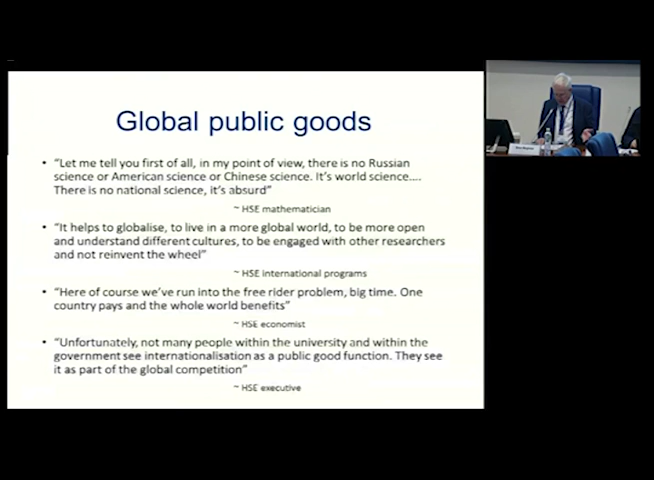 Global public goods
• “Let me tell you first of all, in my point of view, there is no Russian
science or American science or Chinese science. It’s world science….
There is no national science, it’s absurd”
~ HSE mathematician
• “It helps to globalise, to live in a more global world, to be more open
and understand different cultures, to be engaged with other researchers
and not reinvent the wheel”
~ HSE international programs
• “Here of course we’ve run into the free rider problem, big time. One
country pays and the whole world benefits”
~ HSE economist
• “Unfortunately, not many people within the university and within the
government see internationalisation as a public good function. They see
it as part of the global competition”
~ HSE executive